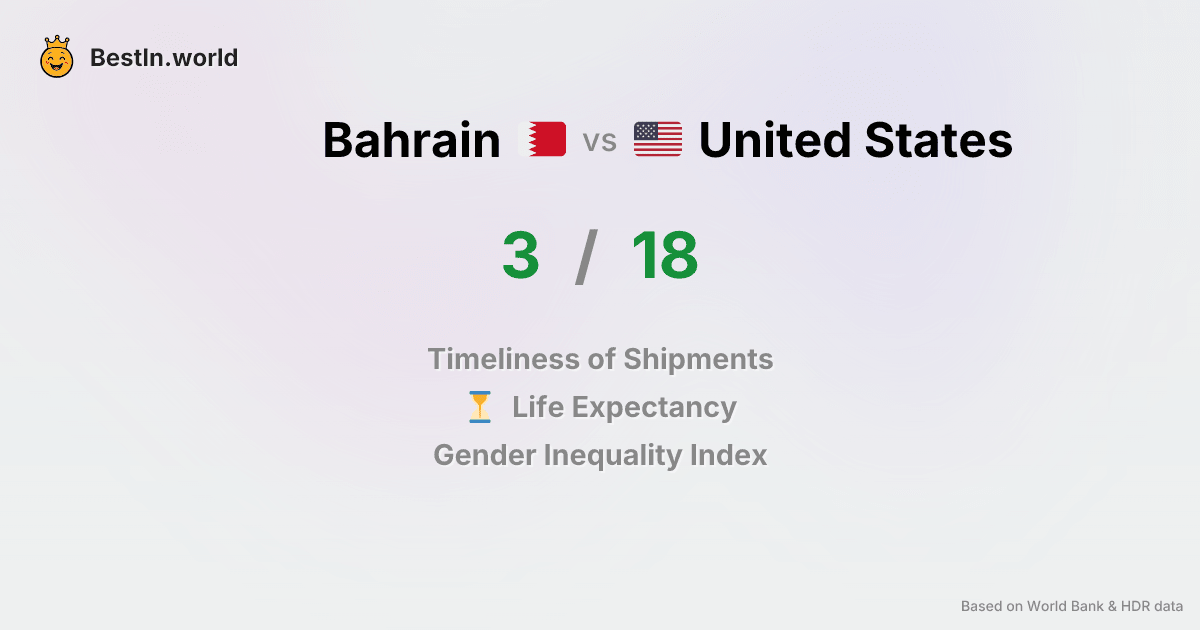 BestIn.world
Bahrain vs United States
3 / 18
Timeliness of Shipments
Life Expectancy
Gender Inequality Index
Based on World Bank & HDR data